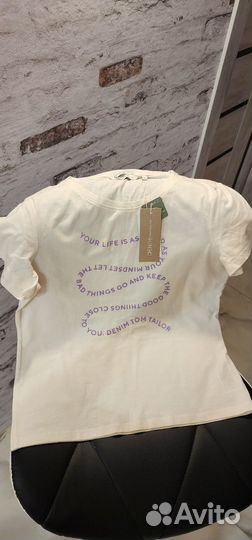 YOUR LIFE IS AS
D AS YOUR MINDSET LET THE
BAD THINGS GO AND KEEP THE
GOOD THIINGS CLOSE
TO YOU. DENIM TOM TAILOR
Avito